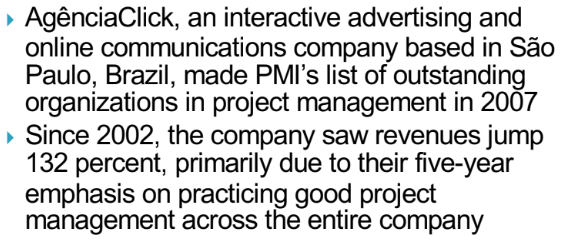 AgênciaClick, an interactive advertising and
online communications company based in São
Paulo, Brazil, made PMI's list of outstanding
organizations in project management in 2007
Since 2002, the company saw revenues jump
132 percent, primarily due to their five-year
emphasis on practicing good project
management across the entire company